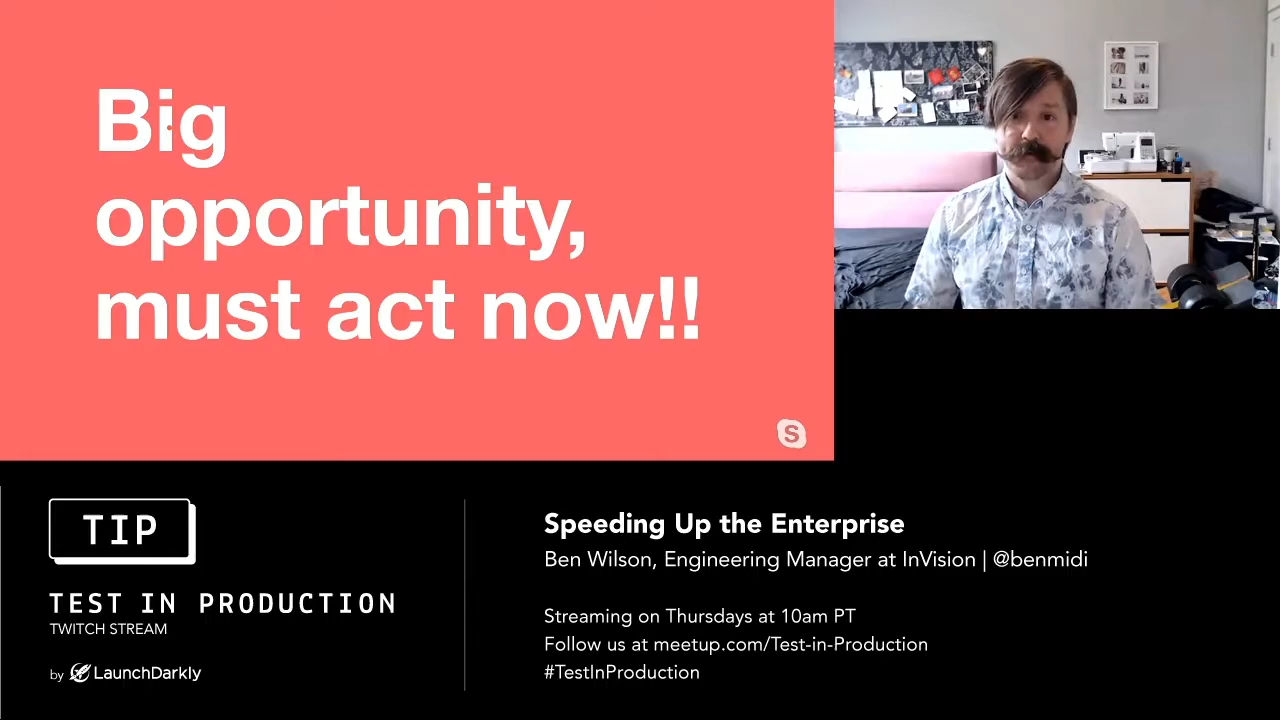 Big
opportunity,
must act now!!
S
TIP
TEST IN PRODUCTION
TWITCH STREAM
by LaunchDarkly
Speeding Up the Enterprise
Ben Wilson, Engineering Manager at InVision | @benmidi
Streaming on Thursdays at 10am PT
Follow us at meetup.com/Test-in-Production
#TestInProduction